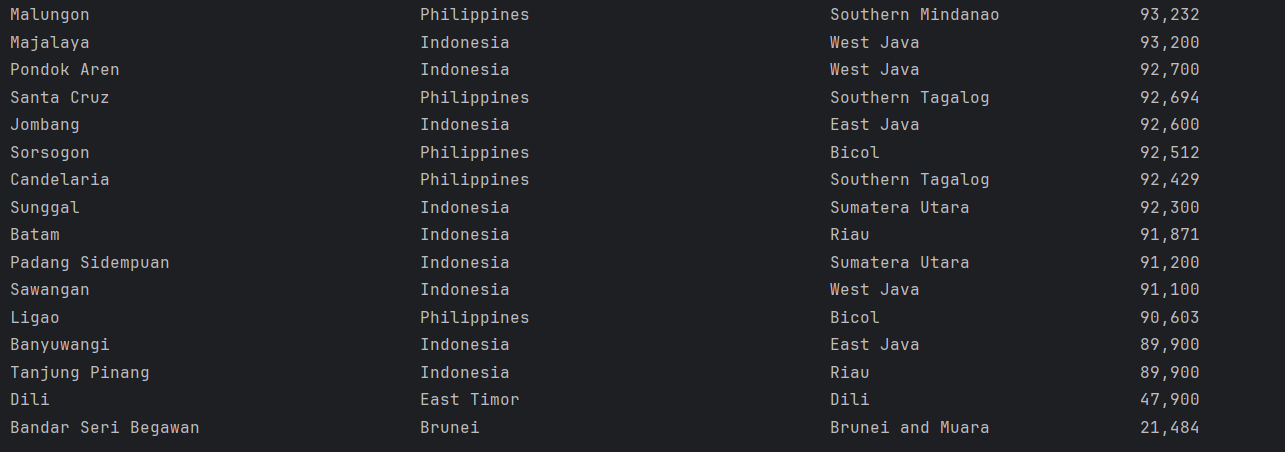 Malungon Philippines Southern Mindanao 93,232
Majalaya Indonesia West Java 93,200
Pondok Aren Indonesia West Java 92,700
Santa Cruz Philippines Southern Tagalog 92,694
Jombang Indonesia East Java 92,600
Sorsogon Philippines Bicol 92,512
Candelaria Philippines Southern Tagalog 92,429
Sunggal Indonesia Sumatera Utara 92,300
Batam Indonesia Riau 91,871
Padang Sidempuan Indonesia Sumatera Utara 91,200
Sawangan Indonesia West Java 91,100
Ligao Philippines Bicol 90,603
Banyuwangi Indonesia East Java 89,900
Tanjung Pinang Indonesia Riau 89,900
Dili East Timor Dili 47,900
Bandar Seri Begawan Brunei Brunei and Muara 21,484